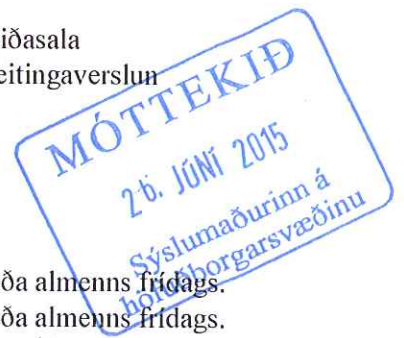 iðasala
eitingaverslun
MÓTTEKIÐ
26. JÚNÍ 2015
Sýslumaðurinn á
höfuðborgarsvæðinu
ða almenns frídags.
ða almenns frídags.